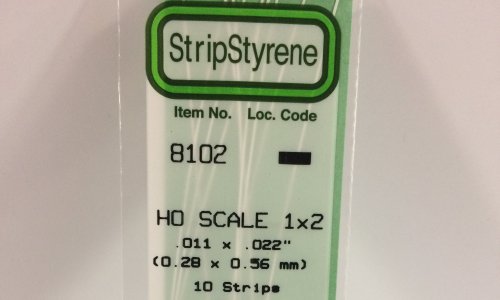 StripStyrene
Item No. Loc. Code
8102
HO SCALE 1x2
.011 x .022"
(0.28 x 0.56 mm)
10 Strips